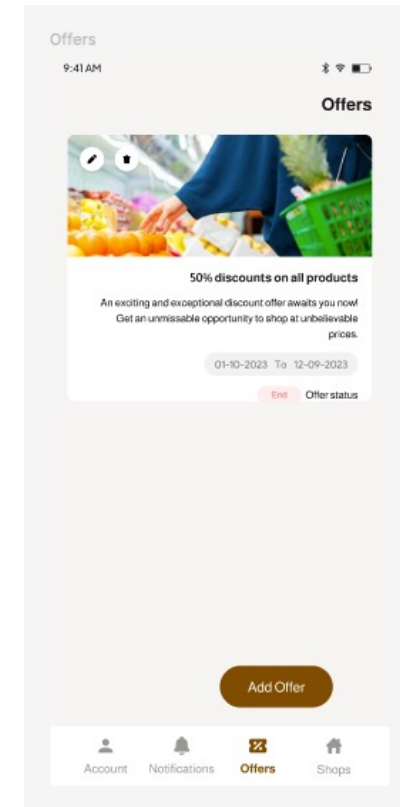 Offers
9:41 AM
Offers
50% discounts on all products
An exciting and exceptional discount offer awaits you now!
Get an unmissable opportunity to shop at unbelievable
prices.
01-10-2023 To 12-09-2023
End Offer status
Add Offer
Account Notifications Offers Shops